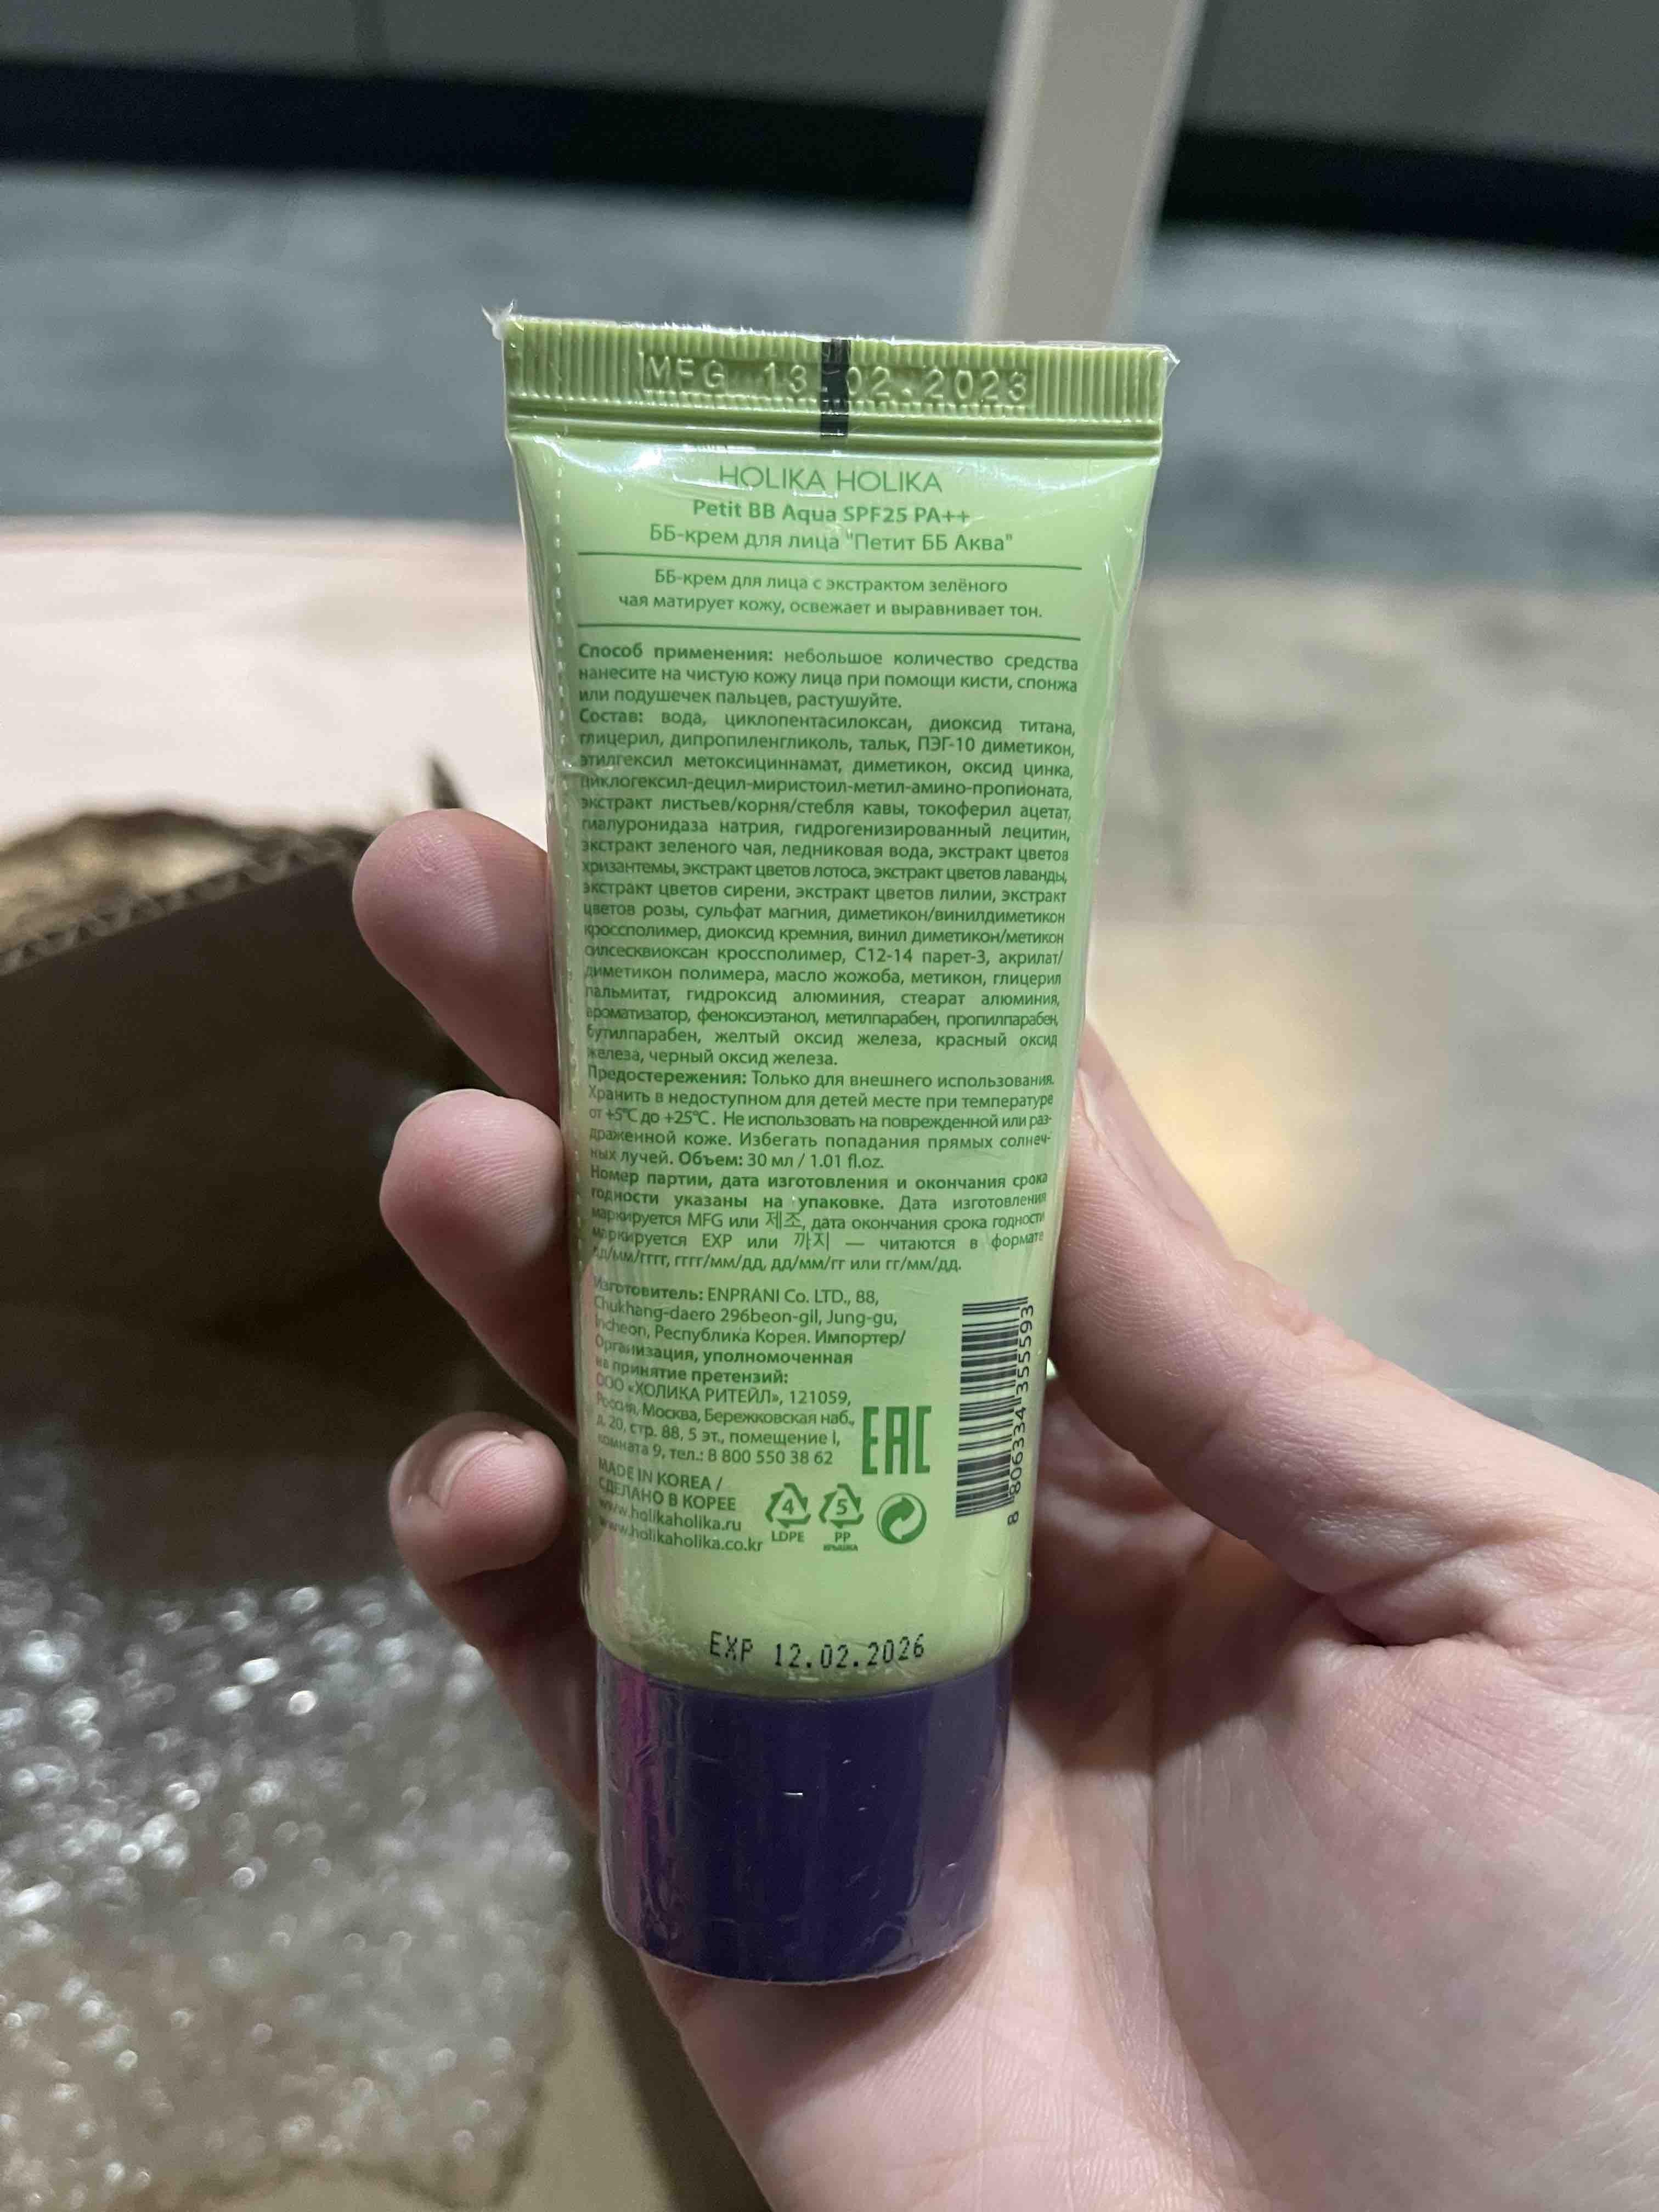 MFG 13.02.2023
HOLIKA HOLIKA
Petit BB Aqua SPF25 PA++
ББ-крем для лица "Петит ББ Аква"
ББ-крем для лица с экстрактом зелёного
чая матирует кожу, освежает и выравнивает тон.
Способ применения: небольшое количество средства
нанесите на чистую кожу лица при помощи кисти, спонжа
или подушечек пальцев, растушуйте.
Состав: вода, циклопентасилоксан, диоксид титана,
глицерил, дипропиленгликоль, тальк, ПЭГ-10 диметикон,
этилгексил метоксициннамат, диметикон, оксид цинка,
циклогексил-децил-миристоил-метил-амино-пропионата,
экстракт листьев/корня/стебля кавы, токоферил ацетат,
гиалуронидаза натрия, гидрогенизированный лецитин,
экстракт зеленого чая, ледниковая вода, экстракт цветов
хризантемы, экстракт цветов лотоса, экстракт цветов лаванды,
экстракт цветов сирени, экстракт цветов лилии, экстракт
цветов розы, сульфат магния, диметикон/винилдиметикон
кроссполимер, диоксид кремния, винил диметикон/метикон
силсесквиоксан кроссполимер, С12-14 парет-3, акрилат/
диметикон полимера, масло жожоба, метикон, глицерил
пальмитат, гидроксид алюминия, стеарат алюминия,
ароматизатор, феноксиэтанол, метилпарабен, пропилпарабен,
бутилпарабен, желтый оксид железа, красный оксид
железа, черный оксид железа.
Предостережения: Только для внешнего использования.
Хранить в недоступном для детей месте при температуре
от +5°С до +25°С. Не использовать на поврежденной или раз-
драженной коже. Избегать попадания прямых солнеч-
ных лучей. Объем: 30 мл / 1.01 fl.oz.
Номер партии, дата изготовления и окончания срока
годности указаны на упаковке. Дата изготовления
маркируется MFG или 제조, дата окончания срока годности
маркируется EXP или 까지 — читаются в формате
дд/мм/гггг, гггг/мм/дд, дд/мм/гг или гг/мм/дд.
Изготовитель: ENPRANI Co. LTD., 88,
Chukhang-daero 296beon-gil, Jung-gu,
Incheon, Республика Корея. Импортер/
Организация, уполномоченная
на принятие претензий:
ООО «ХОЛИКА РИТЕЙЛ», 121059,
Россия, Москва, Бережковская наб.,
д. 20, стр. 88, 5 эт., помещение I,
комната 9, тел.: 8 800 550 38 62
MADE IN KOREA /
СДЕЛАНО В КОРЕЕ
www.holikaholika.ru
www.holikaholika.co.kr
EAC
4
LDPE
5
PP
крышка
8 806334 355593
EXP 12.02.2026